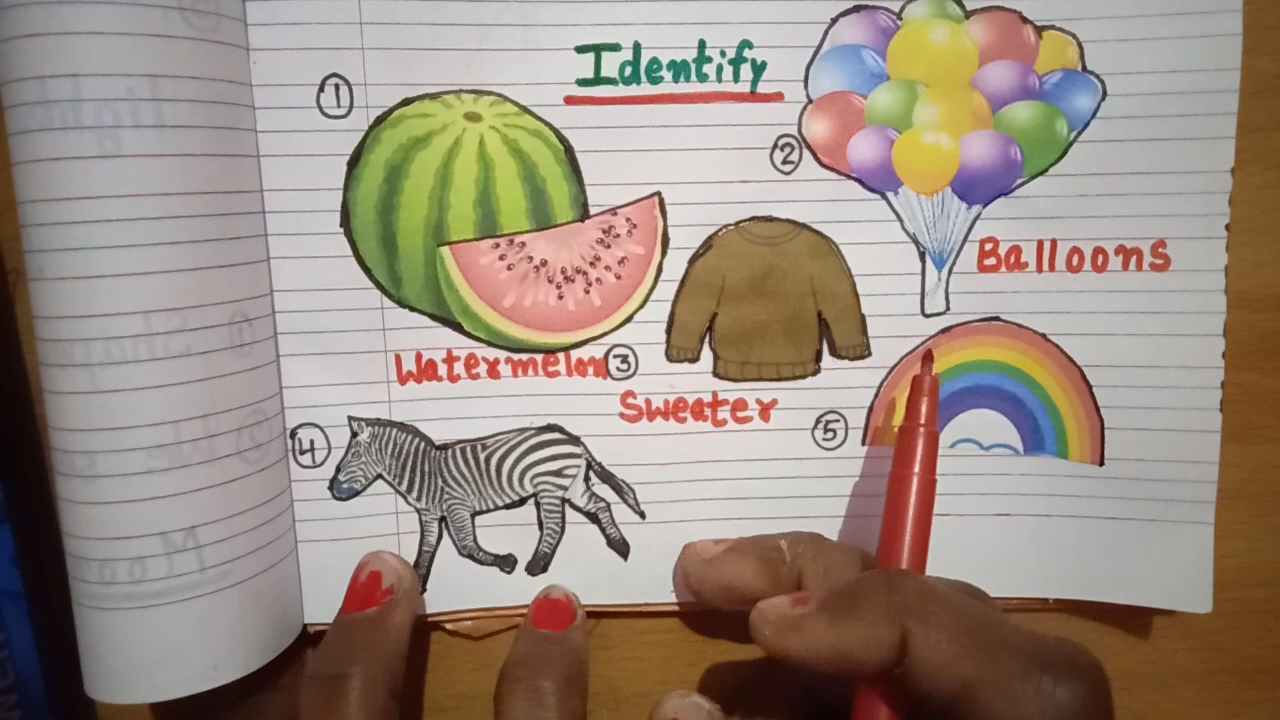 Identify
①
②
Balloons
Watermelon
③
Sweater
④
⑤